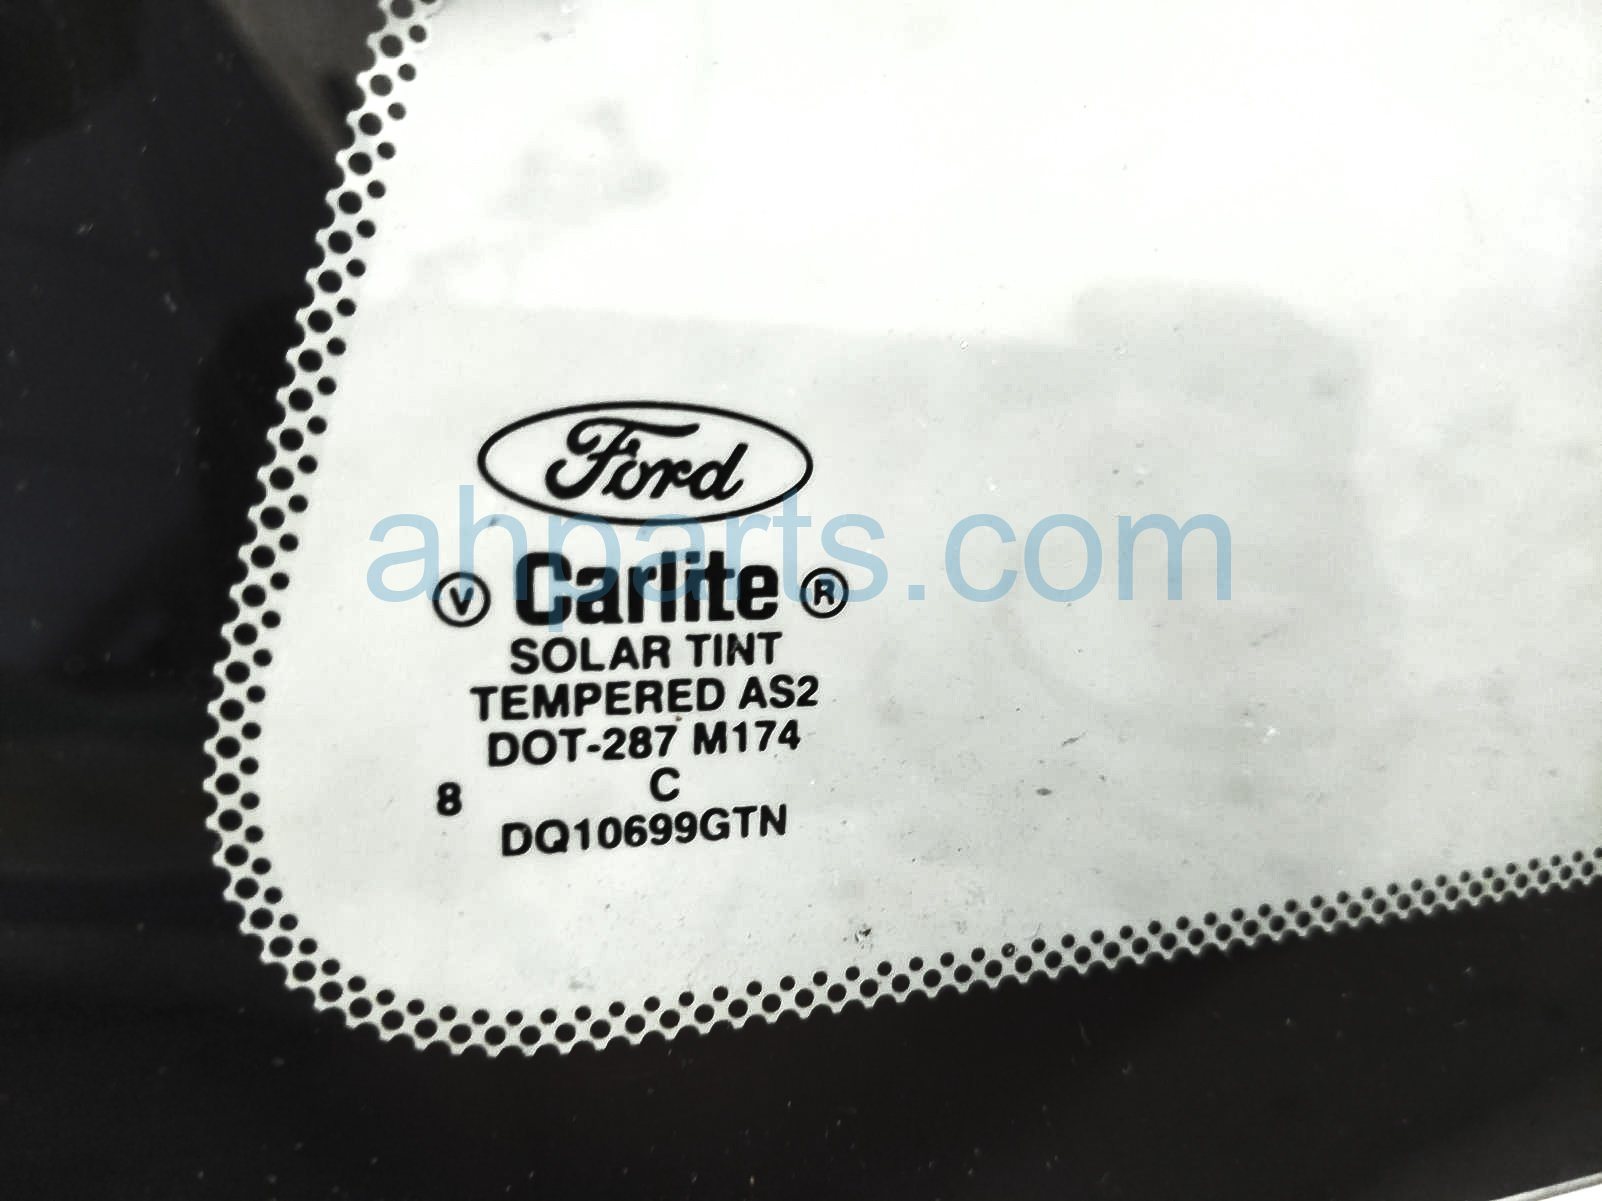 Ford
ahparts.com
V Carlite R
SOLAR TINT
TEMPERED AS2
DOT-287 M174
8 C
DQ10699GTN